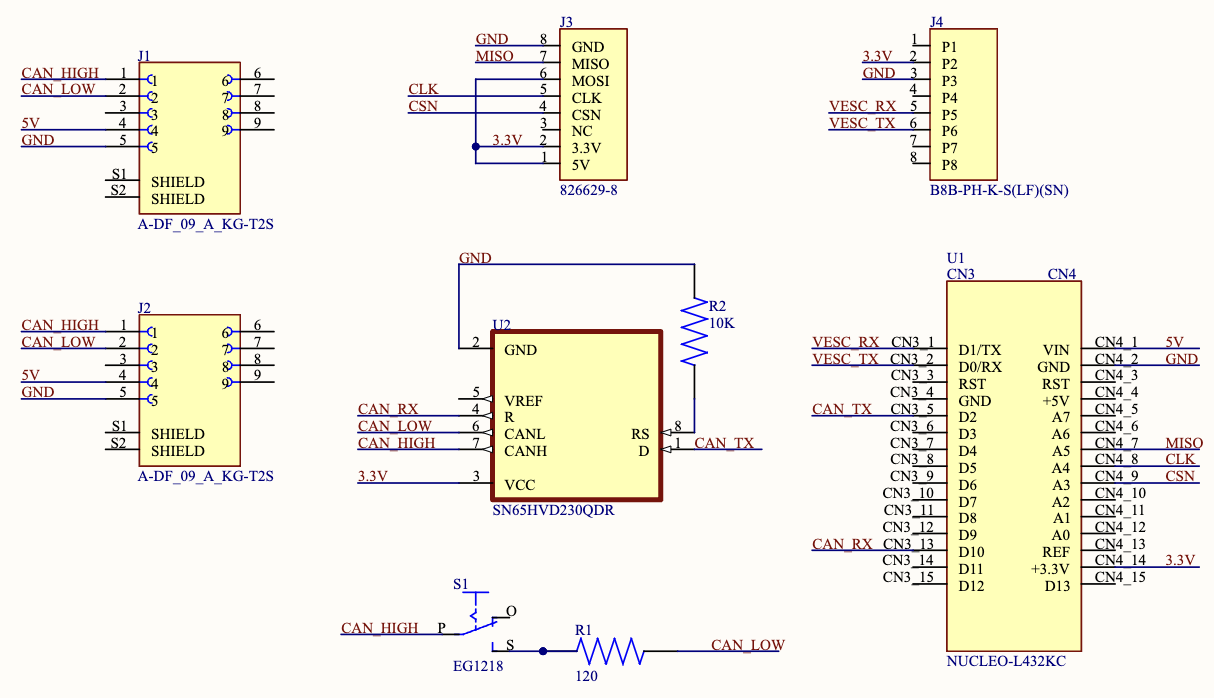 J1
CAN_HIGH 1 1 6 6
CAN_LOW 2 2 7 7
3 3 8 8
5V 4 4 9 9
GND 5 5
S1 SHIELD
S2 SHIELD
A-DF_09_A_KG-T2S
J3
GND 8 GND
MISO 7 MISO
6 MOSI
CLK 5 CLK
CSN 4 CSN
3 NC
3.3V 2 3.3V
1 5V
826629-8
J4
1 P1
3.3V 2 P2
GND 3 P3
4 P4
VESC_RX 5 P5
VESC_TX 6 P6
7 P7
8 P8
B8B-PH-K-S(LF)(SN)
J2
CAN_HIGH 1 1 6 6
CAN_LOW 2 2 7 7
3 3 8 8
5V 4 4 9 9
GND 5 5
S1 SHIELD
S2 SHIELD
A-DF_09_A_KG-T2S
GND
R2
10K
U2
2 GND
5 VREF
CAN_RX 4 R
CAN_LOW 6 CANL RS 8
CAN_HIGH 7 CANH D 1 CAN_TX
3.3V 3 VCC
SN65HVD230QDR
U1
CN3 CN4
VESC_RX CN3_1 D1/TX VIN CN4_1 5V
VESC_TX CN3_2 D0/RX GND CN4_2 GND
CN3_3 RST RST CN4_3
CN3_4 GND +5V CN4_4
CAN_TX CN3_5 D2 A7 CN4_5
CN3_6 D3 A6 CN4_6
CN3_7 D4 A5 CN4_7 MISO
CN3_8 D5 A4 CN4_8 CLK
CN3_9 D6 A3 CN4_9 CSN
CN3_10 D7 A2 CN4_10
CN3_11 D8 A1 CN4_11
CN3_12 D9 A0 CN4_12
CAN_RX CN3_13 D10 REF CN4_13
CN3_14 D11 +3.3V CN4_14 3.3V
CN3_15 D12 D13 CN4_15
NUCLEO-L432KC
S1
O
CAN_HIGH P
S
EG1218
R1
120
CAN_LOW